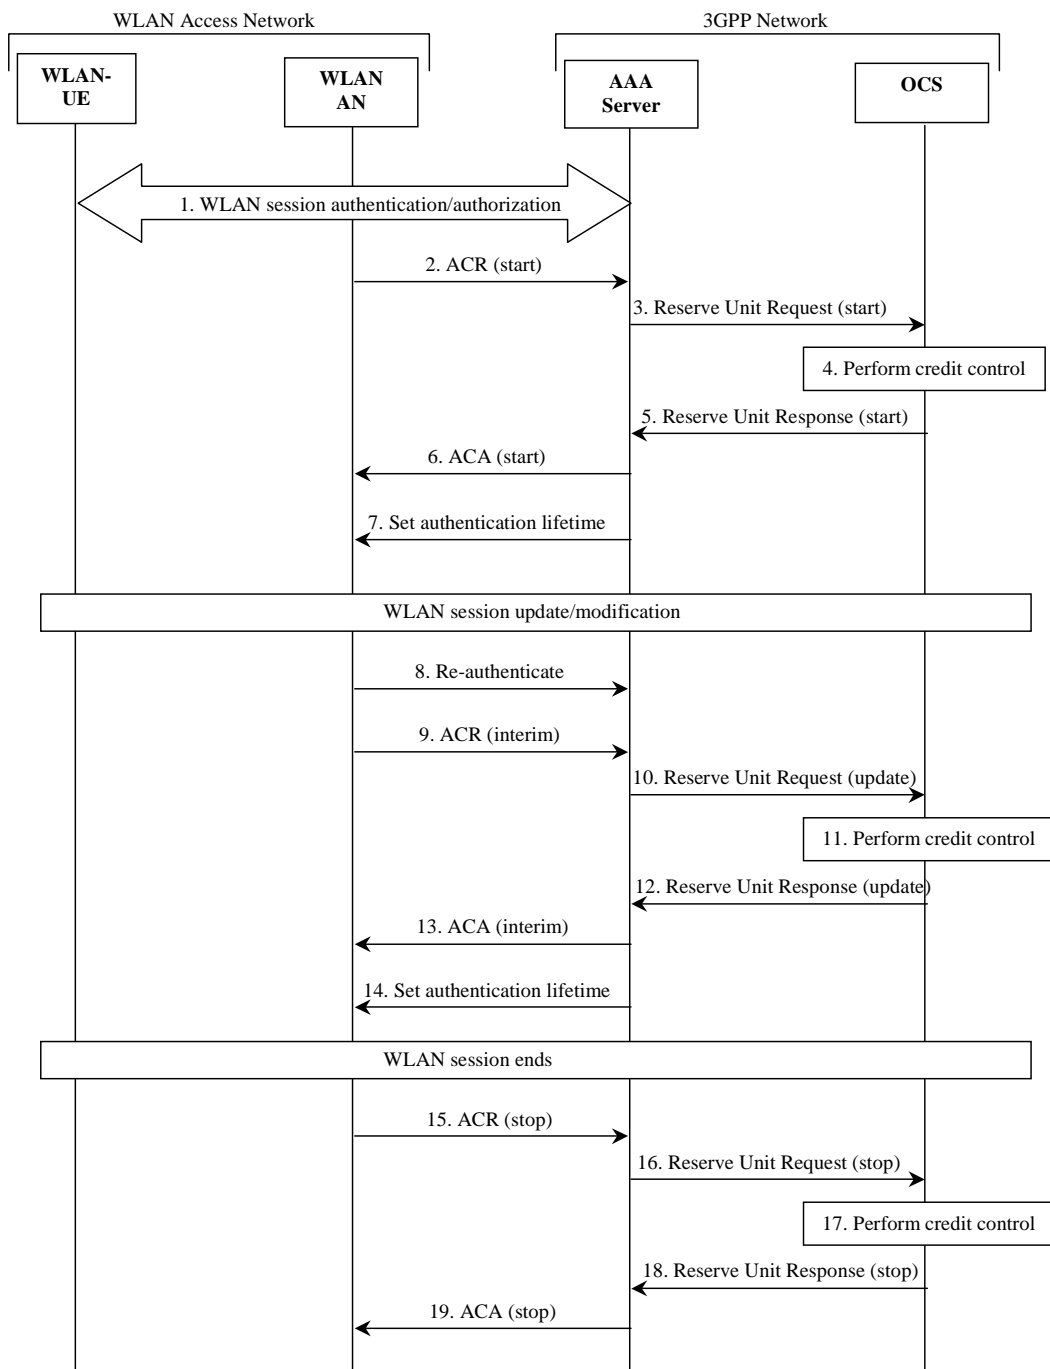 WLAN Access Network
3GPP Network
WLAN-
UE
WLAN
AN
AAA
Server
OCS
1. WLAN session authentication/authorization
2. ACR (start)
3. Reserve Unit Request (start)
4. Perform credit control
5. Reserve Unit Response (start)
6. ACA (start)
7. Set authentication lifetime
WLAN session update/modification
8. Re-authenticate
9. ACR (interim)
10. Reserve Unit Request (update)
11. Perform credit control
12. Reserve Unit Response (update)
13. ACA (interim)
14. Set authentication lifetime
WLAN session ends
15. ACR (stop)
16. Reserve Unit Request (stop)
17. Perform credit control
18. Reserve Unit Response (stop)
19. ACA (stop)